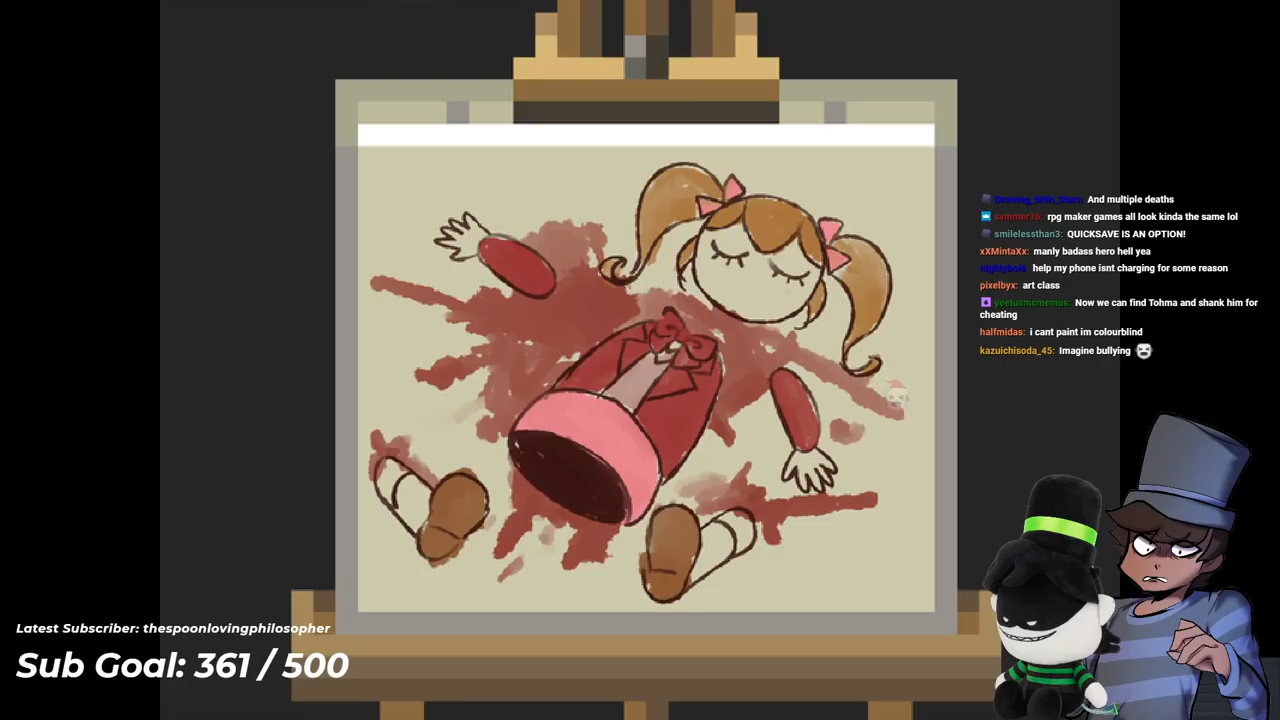 Drawing_With_Stars: And multiple deaths
svmmer16: rpg maker games all look kinda the same lol
smilelessthan3: QUICKSAVE IS AN OPTION!
xXMintaXx: manly badass hero hell yea
help my phone isnt charging for some reason
pixelbyx: art class
yeetusmcmemus: Now we can find Tohma and shank him for
cheating
halfmidas: i cant paint im colourblind
kazuichisoda_45: Imagine bullying
Latest Subscriber: thespoonlovingphilosopher
Sub Goal: 361 / 500